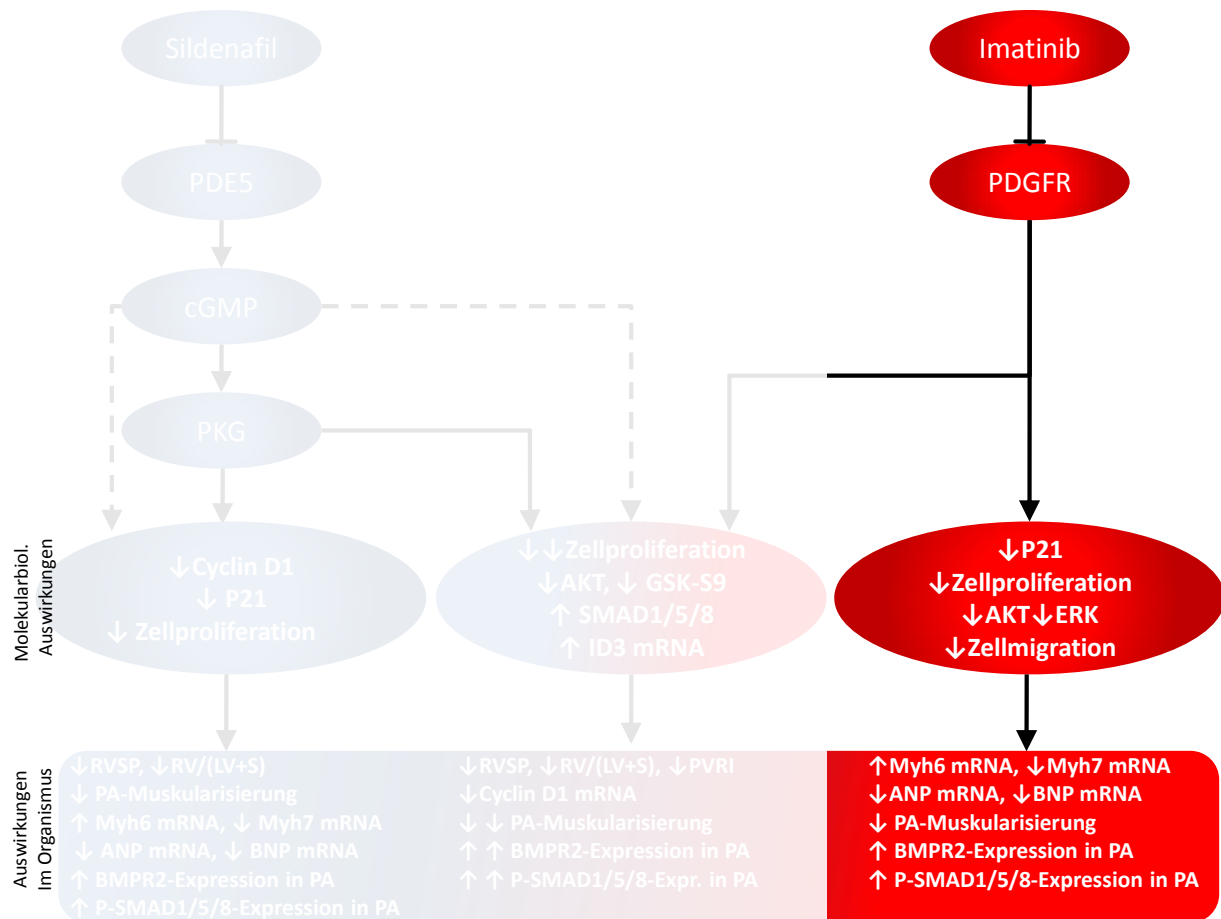 Sildenafil
Imatinib
PDE5
PDGFR
cGMP
PKG
Molekularbiol.
Auswirkungen
↓Cyclin D1
↓ P21
↓ Zellproliferation
↓↓Zellproliferation
↓AKT, ↓ GSK-S9
↑ SMAD1/5/8
↑ ID3 mRNA
↓P21
↓Zellproliferation
↓AKT↓ERK
↓Zellmigration
Auswirkungen
Im Organismus
↓RVSP, ↓RV/(LV+S)
↓ PA-Muskularisierung
↑ Myh6 mRNA, ↓ Myh7 mRNA
↓ ANP mRNA, ↓ BNP mRNA
↑ BMPR2-Expression in PA
↑ P-SMAD1/5/8-Expression in PA
↓RVSP, ↓RV/(LV+S), ↓PVRI
↓Cyclin D1 mRNA
↓ ↓ PA-Muskularisierung
↑ ↑ BMPR2-Expression in PA
↑ ↑ P-SMAD1/5/8-Expr. in PA
↑Myh6 mRNA, ↓Myh7 mRNA
↓ANP mRNA, ↓BNP mRNA
↓ PA-Muskularisierung
↑ BMPR2-Expression in PA
↑ P-SMAD1/5/8-Expression in PA